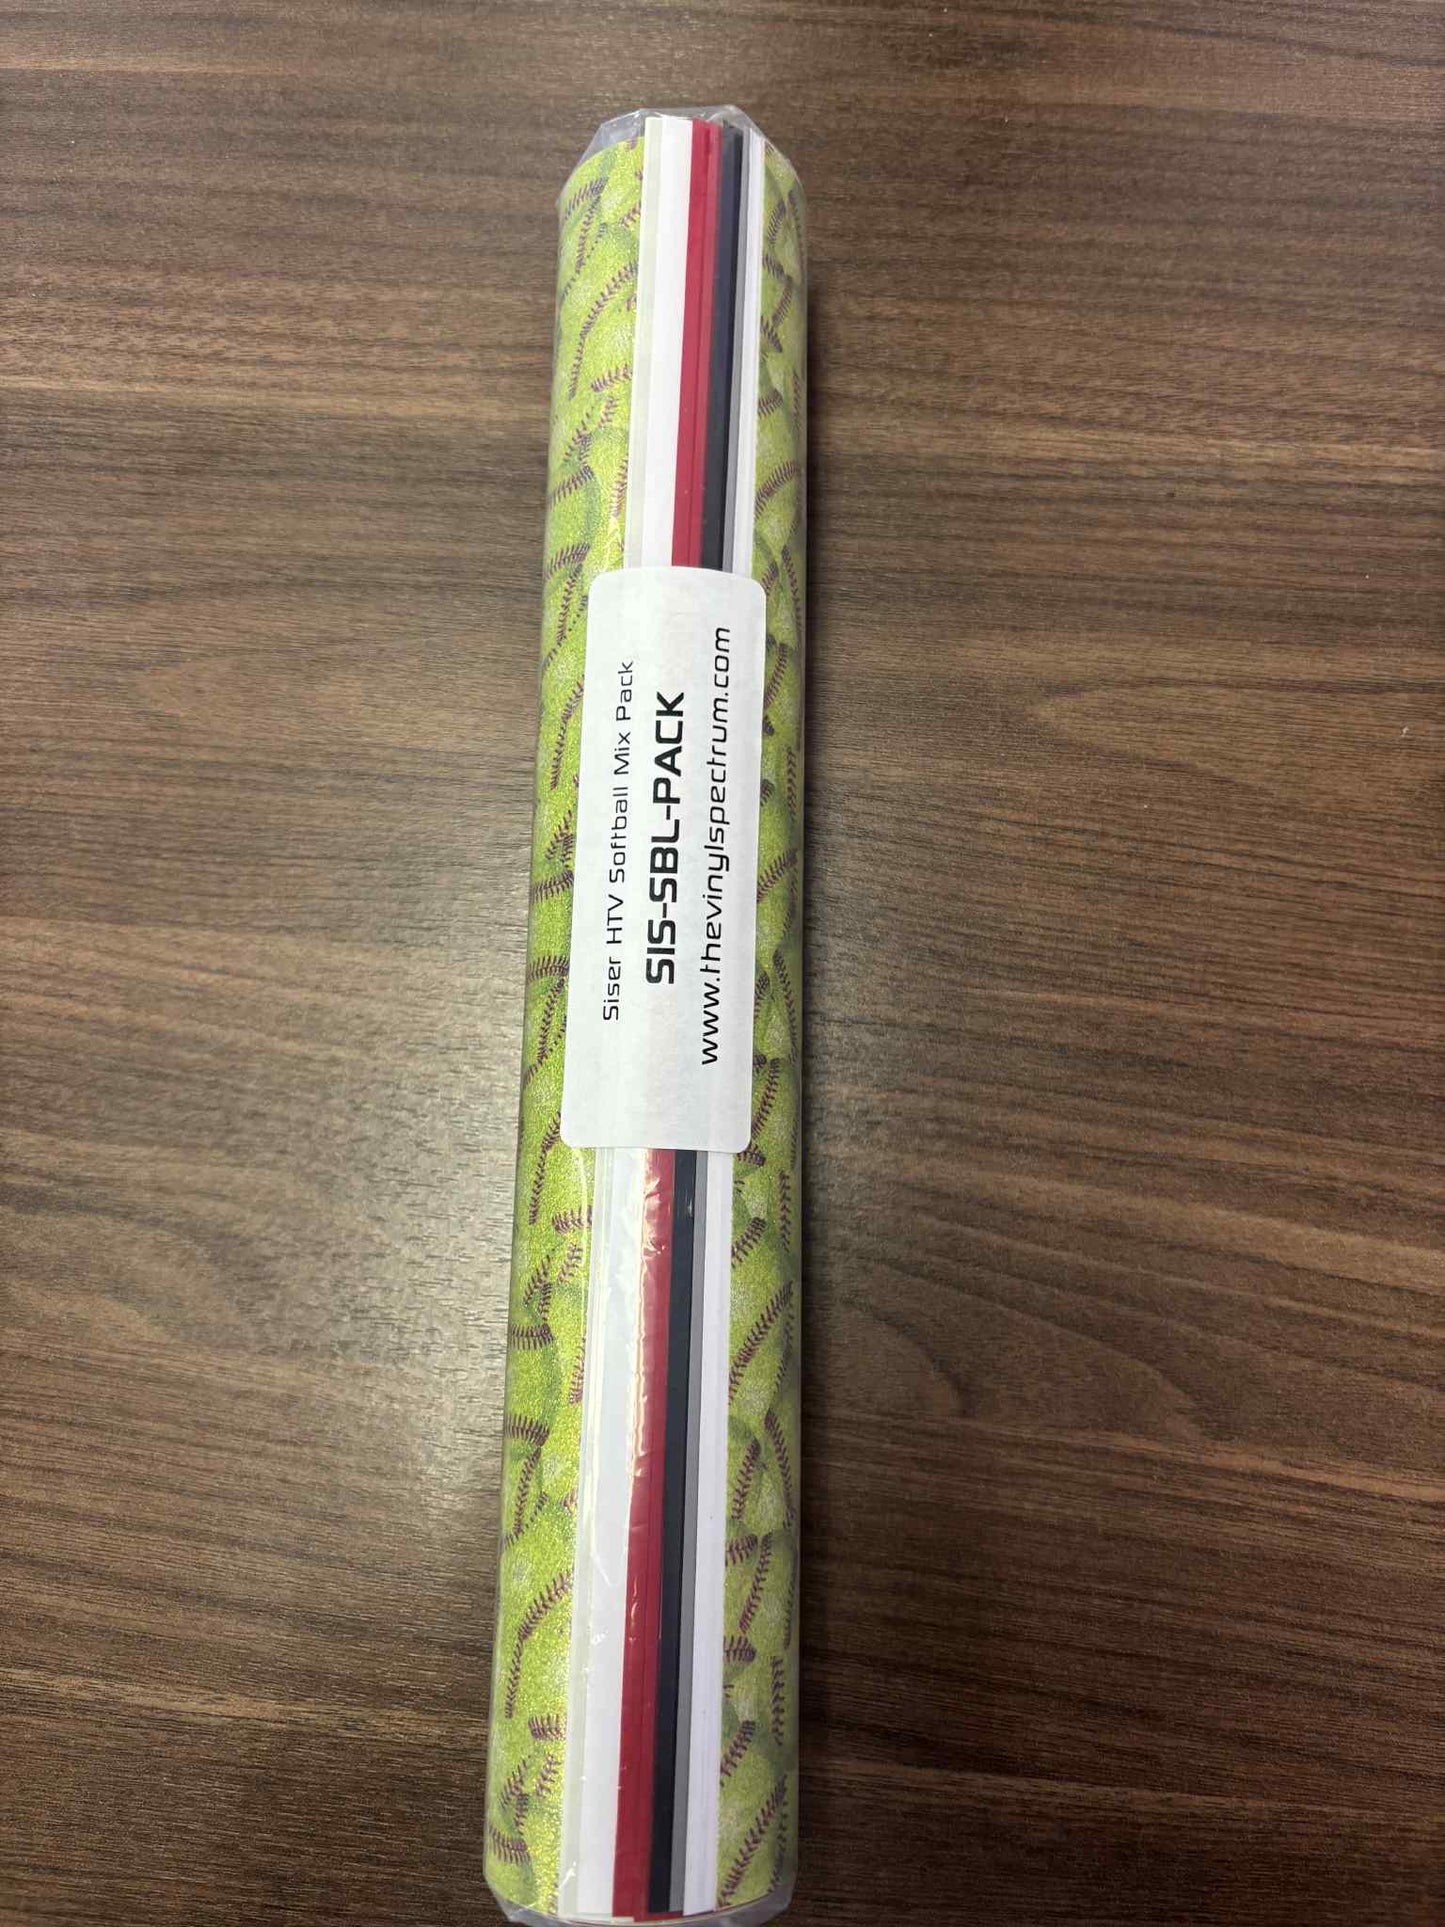 Siser HTV Softball Mix Pack
SIS-SBL-PACK
www.thevinylspectrum.com